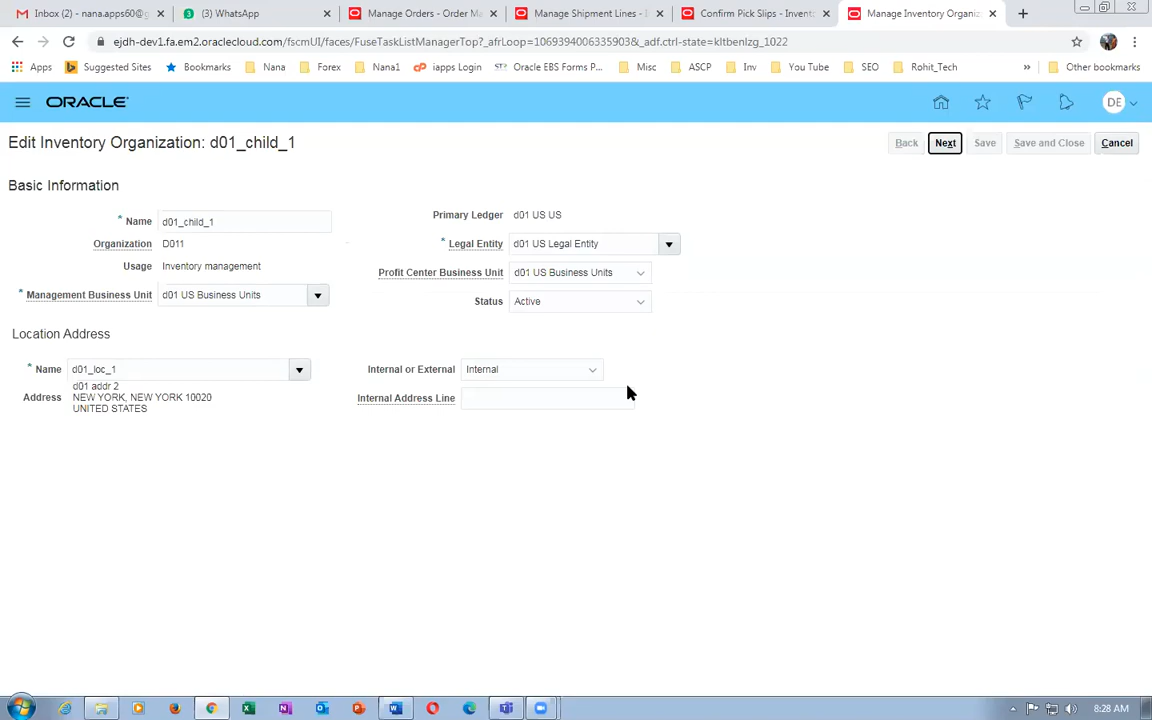 Inbox (2) - nana.apps60@g
(3) WhatsApp
Manage Orders - Order Ma
Manage Shipment Lines - I
Confirm Pick Slips - Invento
Manage Inventory Organiz
ejdh-dev1.fa.em2.oraclecloud.com/fscmUI/faces/FuseTaskListManagerTop?_afrLoop=10693940063359038&_adf.ctrl-state=kltbenlzg_1022
Apps
Suggested Sites
Bookmarks
Nana
Forex
Nana1
iapps Login
Oracle EBS Forms P...
Misc
ASCP
Inv
You Tube
SEO
Rohit_Tech
»
Other bookmarks
ORACLE
DE
Edit Inventory Organization: d01_child_1
Back
Next
Save
Save and Close
Cancel
Basic Information
* Name d01_child_1
Organization D011
Usage Inventory management
* Management Business Unit d01 US Business Units
Primary Ledger d01 US US
* Legal Entity d01 US Legal Entity
Profit Center Business Unit d01 US Business Units
Status Active
Location Address
* Name d01_loc_1
Address d01 addr 2
NEW YORK, NEW YORK 10020
UNITED STATES
Internal or External Internal
Internal Address Line
8:28 AM